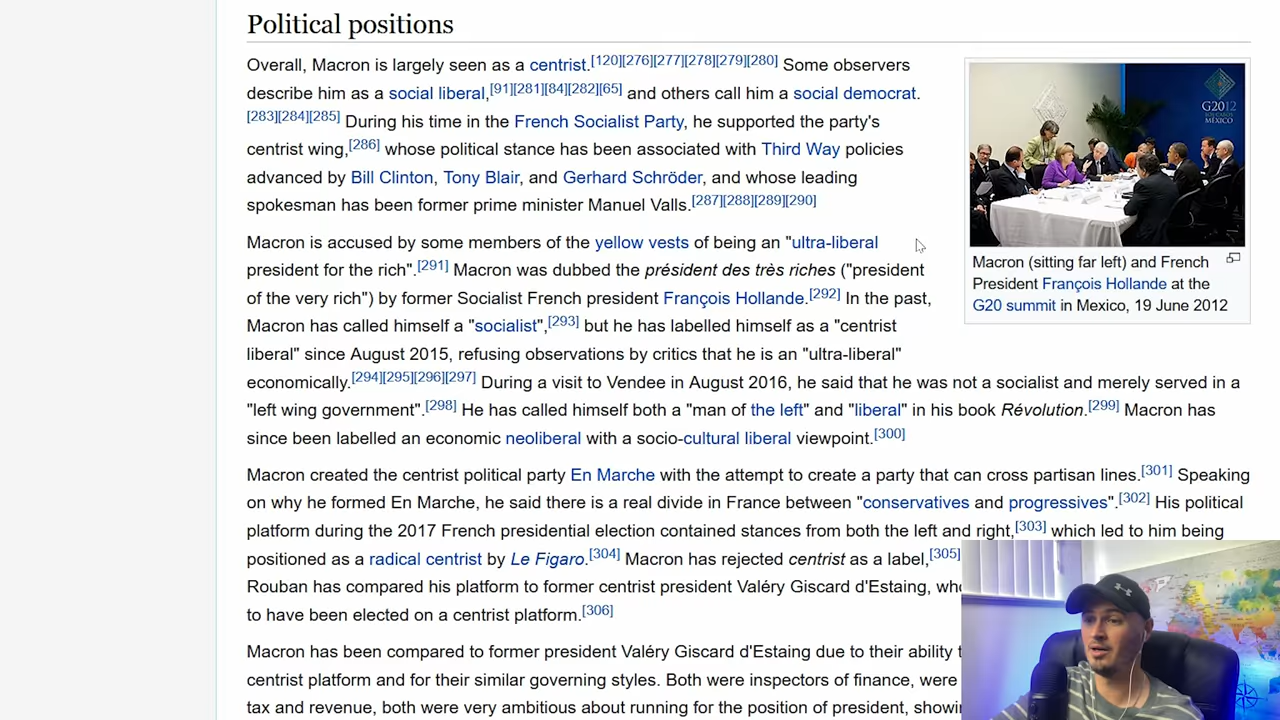 Political positions
Overall, Macron is largely seen as a centrist.[120][276][277][278][279][280] Some observers
describe him as a social liberal,[91][281][84][282][65] and others call him a social democrat.
[283][284][285] During his time in the French Socialist Party, he supported the party's
centrist wing,[286] whose political stance has been associated with Third Way policies
advanced by Bill Clinton, Tony Blair, and Gerhard Schröder, and whose leading
spokesman has been former prime minister Manuel Valls.[287][288][289][290]
G2012
LOS CABOS
MÉXICO
Macron (sitting far left) and French
President François Hollande at the
G20 summit in Mexico, 19 June 2012
Macron is accused by some members of the yellow vests of being an "ultra-liberal
president for the rich".[291] Macron was dubbed the président des très riches ("president
of the very rich") by former Socialist French president François Hollande.[292] In the past,
Macron has called himself a "socialist",[293] but he has labelled himself as a "centrist
liberal" since August 2015, refusing observations by critics that he is an "ultra-liberal"
economically.[294][295][296][297] During a visit to Vendee in August 2016, he said that he was not a socialist and merely served in a
"left wing government".[298] He has called himself both a "man of the left" and "liberal" in his book Révolution.[299] Macron has
since been labelled an economic neoliberal with a socio-cultural liberal viewpoint.[300]
Macron created the centrist political party En Marche with the attempt to create a party that can cross partisan lines.[301] Speaking
on why he formed En Marche, he said there is a real divide in France between "conservatives and progressives".[302] His political
platform during the 2017 French presidential election contained stances from both the left and right,[303] which led to him being
positioned as a radical centrist by Le Figaro.[304] Macron has rejected centrist as a label,[305]
Rouban has compared his platform to former centrist president Valéry Giscard d'Estaing,
to have been elected on a centrist platform.[306]
Macron has been compared to former president Valéry Giscard d'Estaing due to their ability
centrist platform and for their similar governing styles. Both were inspectors of finance, were
tax and revenue, both were very ambitious about running for the position of president,